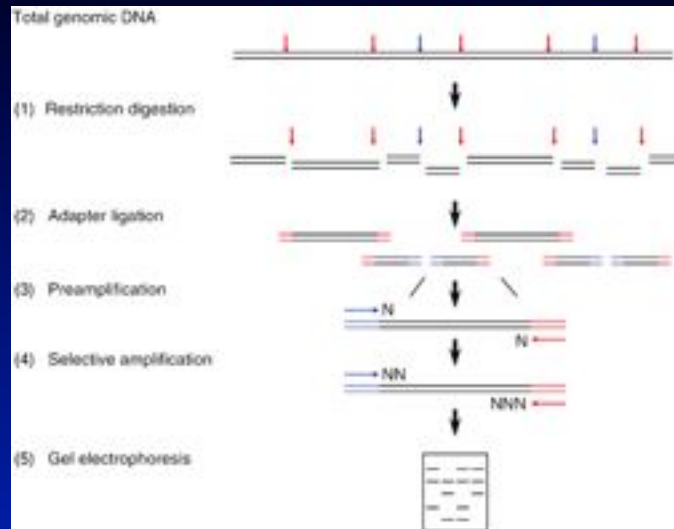 Total genomic DNA
(1) Restriction digestion
(2) Adapter ligation
(3) Preamplification
N
N
(4) Selective amplification
NN
NNN
(5) Gel electrophoresis